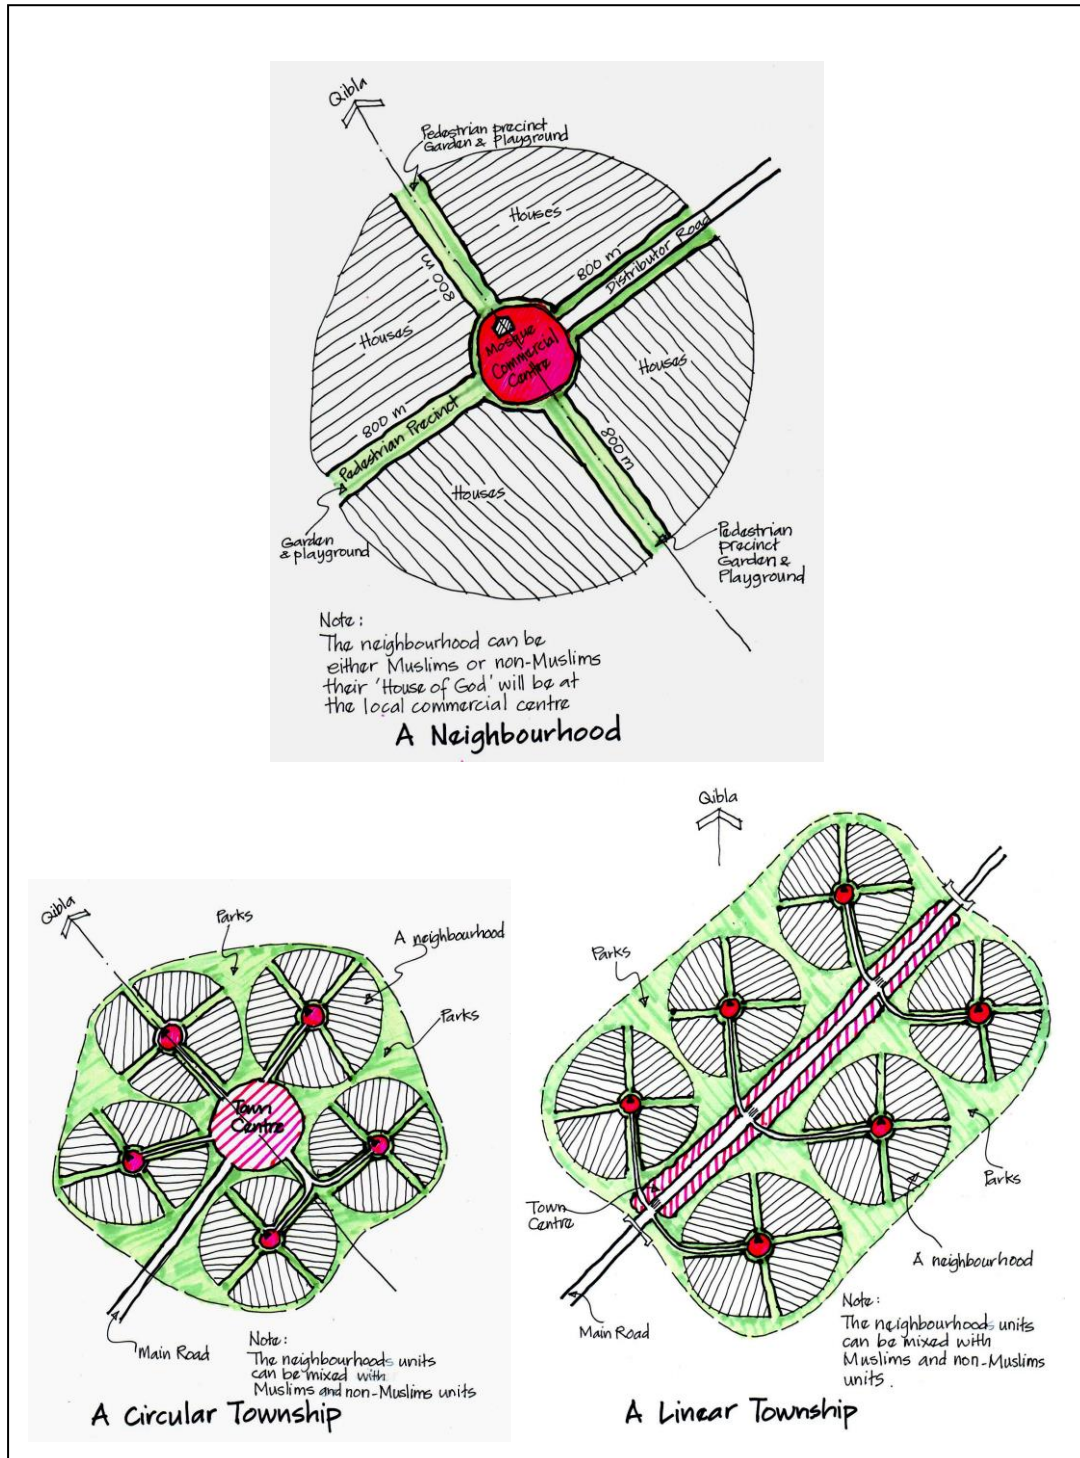 Qibla
Pedestrian precinct
Garden & Playground
Houses
800 m
800 m
Distributor Road
Houses
Mosque
Commercial
Centre
Houses
800 m
Pedestrian Precinct
800 m
Houses
Garden
& playground
Pedestrian
precinct
Garden &
Playground
Note:
The neighbourhood can be
either Muslims or non-Muslims
their 'House of God' will be at
the local commercial centre
A Neighbourhood
Qibla
Parks
A neighbourhood
Parks
Town
Centre
Main Road
Note:
The neighbourhoods units
can be mixed with
Muslims and non-Muslims units
A Circular Township
Qibla
Parks
Parks
Town
Centre
A neighbourhood
Main Road
Note:
The neighbourhoods units
can be mixed with
Muslims and non-Muslims
units.
A Linear Township